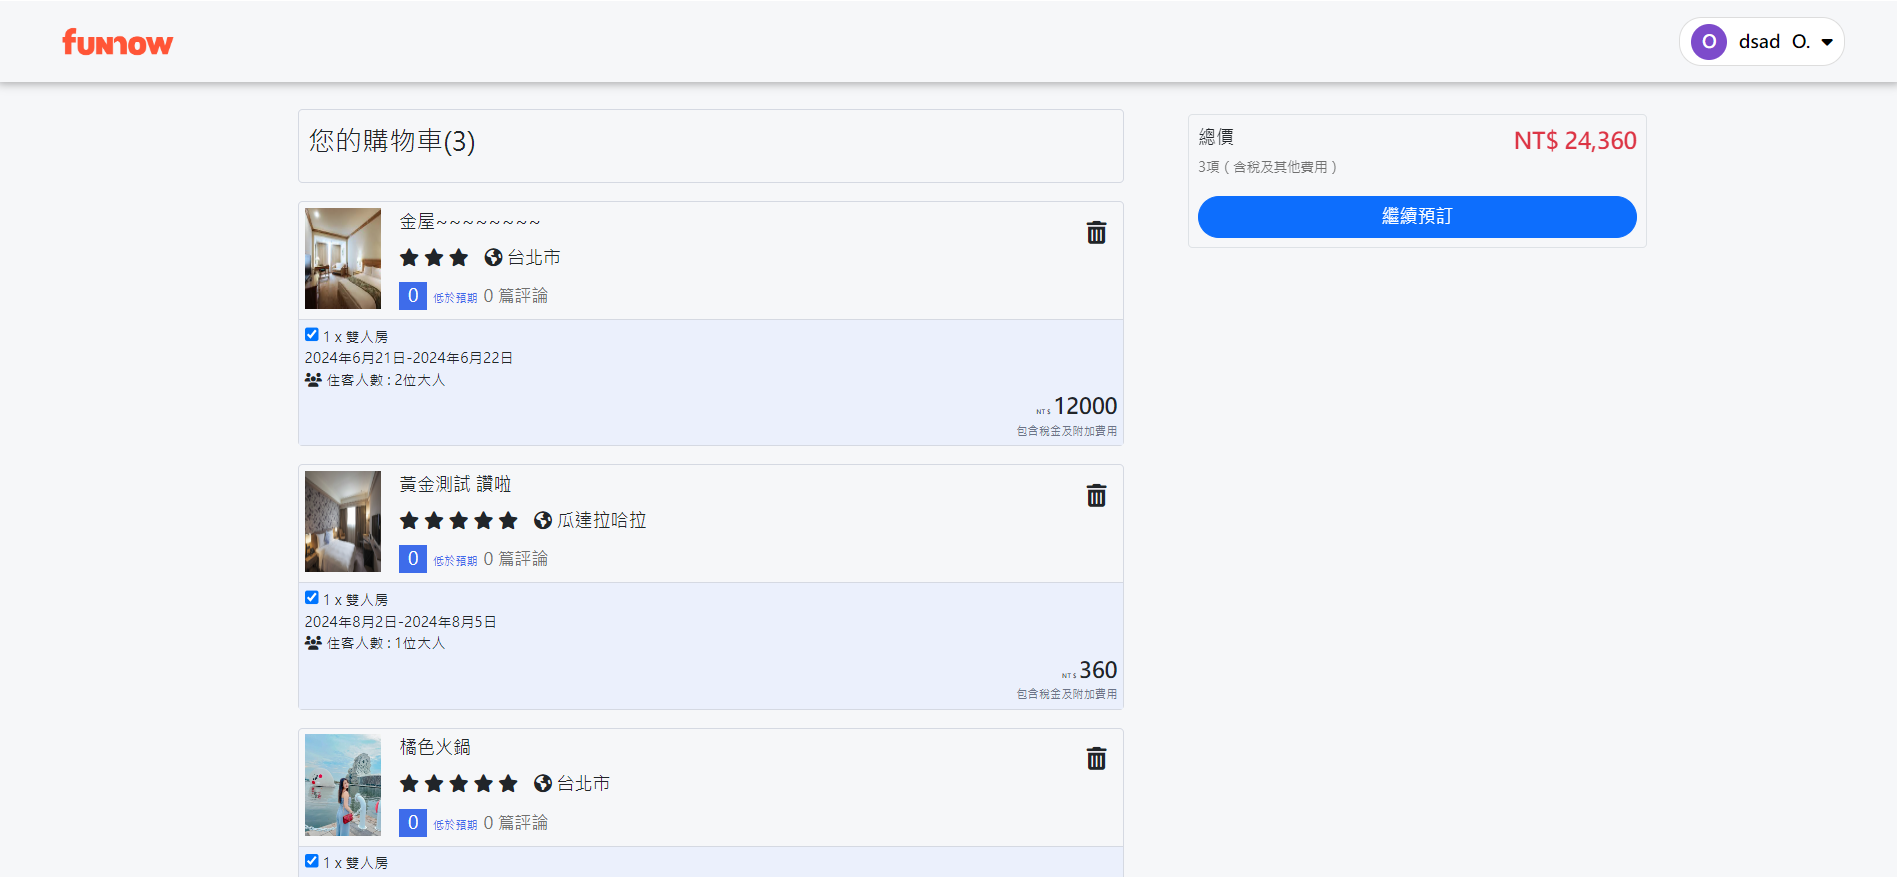 funnow
O dsad O.
您的購物車(3)
總價
NT$ 24,360
3項 ( 含稅及其他費用 )
繼續預訂
金屋~~~~~~~~
台北市
0 低於預期 0 篇評論
1 x 雙人房
2024年6月21日-2024年6月22日
住客人數 : 2位大人
NT$ 12000
包含稅金及附加費用
黃金測試 讚啦
瓜達拉哈拉
0 低於預期 0 篇評論
1 x 雙人房
2024年8月2日-2024年8月5日
住客人數 : 1位大人
NT$ 360
包含稅金及附加費用
橘色火鍋
台北市
0 低於預期 0 篇評論
1 x 雙人房